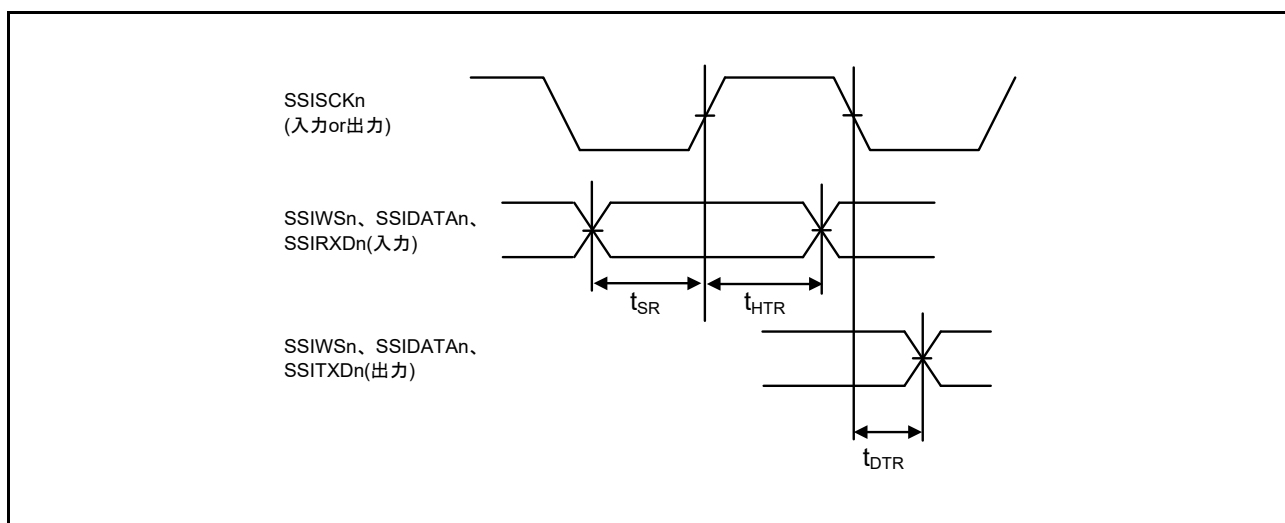 SSISCKn
(入力or出力)
SSIWSn、SSIDATAn、
SSIRXDn(入力)
tSR
tHTR
SSIWSn、SSIDATAn、
SSITXDn(出力)
tDTR